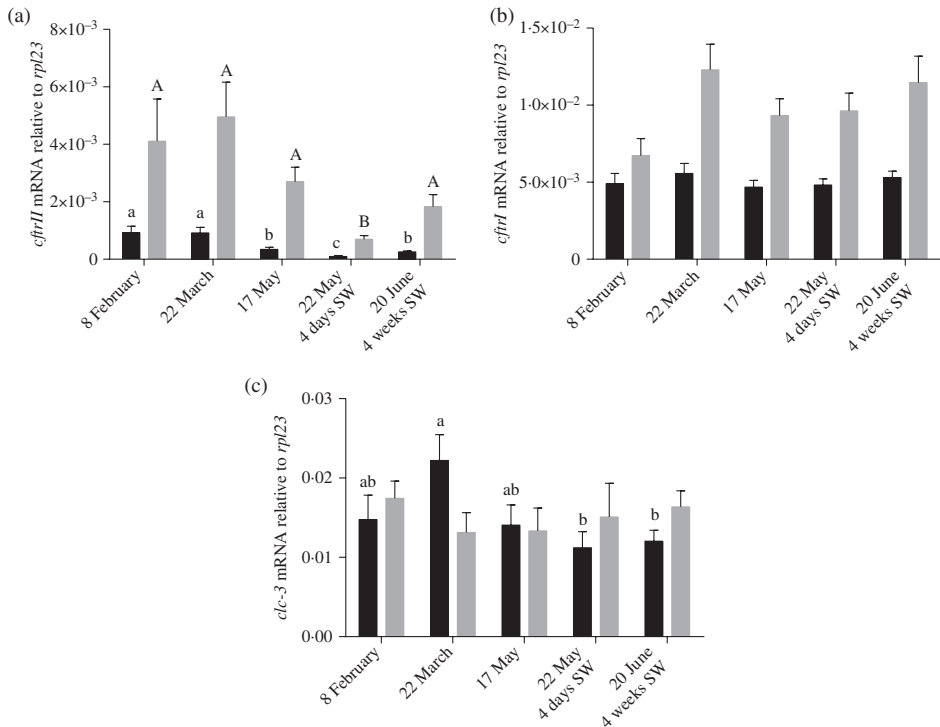 (a)
cftrII mRNA relative to rpl23
8×10⁻³
6×10⁻³
4×10⁻³
2×10⁻³
0
A
A
A
A
B
a
a
b
c
b
8 February
22 March
17 May
22 May
4 days SW
20 June
4 weeks SW
(b)
cftrI mRNA relative to rpl23
1·5×10⁻²
1·0×10⁻²
5·0×10⁻³
0
8 February
22 March
17 May
22 May
4 days SW
20 June
4 weeks SW
(c)
clc-3 mRNA relative to rpl23
0·03
0·02
0·01
0·00
ab
a
ab
b
b
8 February
22 March
17 May
22 May
4 days SW
20 June
4 weeks SW